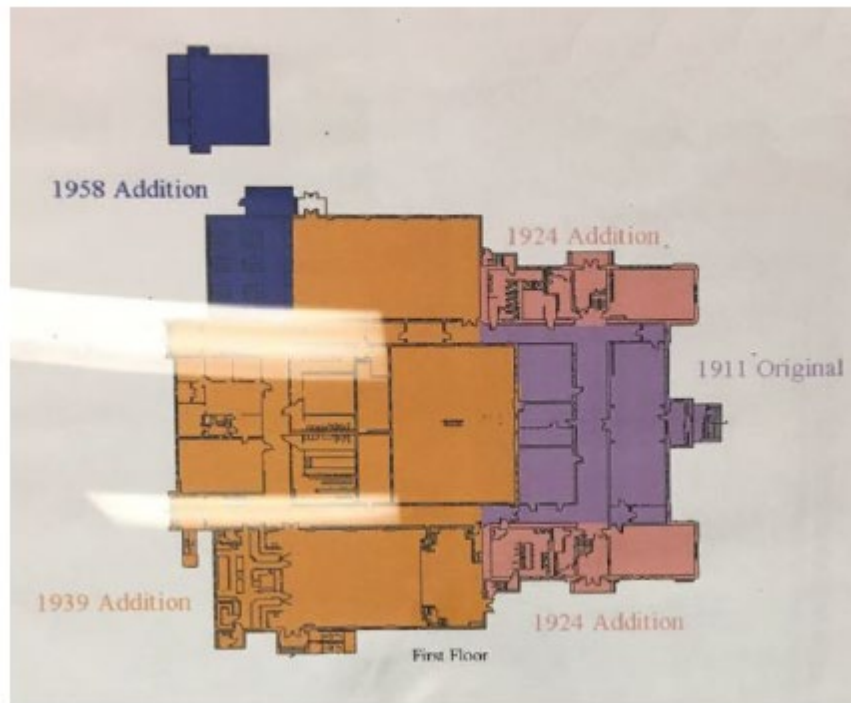 1958 Addition
1924 Addition
1911 Original
1939 Addition
1924 Addition
First Floor